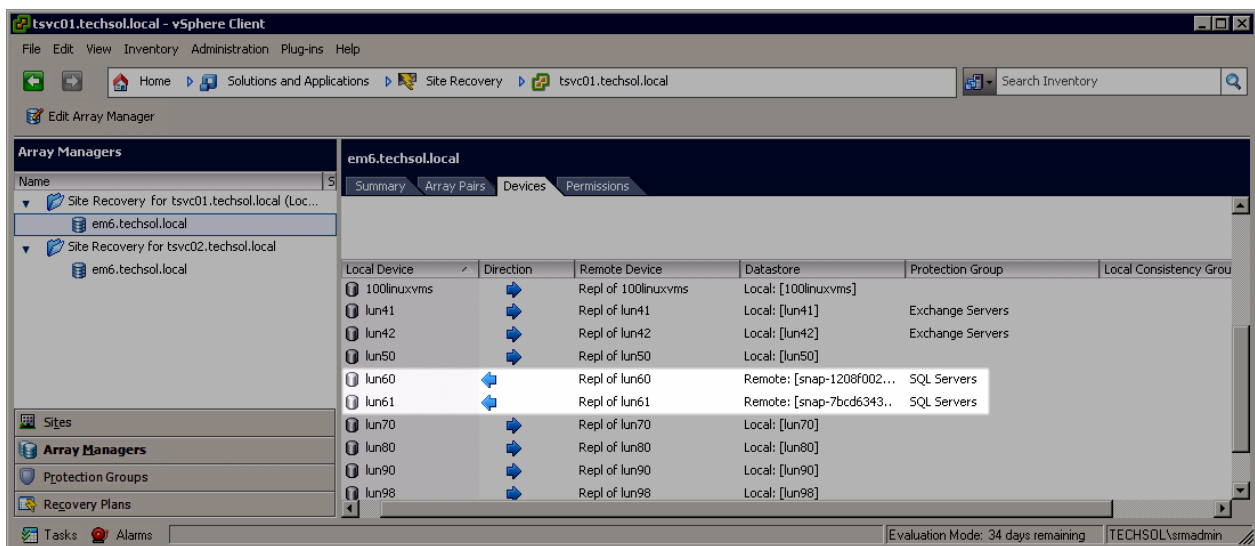 tsvc01.techsol.local - vSphere Client
File Edit View Inventory Administration Plug-ins Help
Home Solutions and Applications Site Recovery tsvc01.techsol.local Search Inventory
Edit Array Manager
Array Managers
em6.techsol.local
Name S
Summary Array Pairs Devices Permissions
Site Recovery for tsvc01.techsol.local (Loc...
em6.techsol.local
Site Recovery for tsvc02.techsol.local
em6.techsol.local
Local Device Direction Remote Device Datastore Protection Group Local Consistency Grou
100linuxvms Repl of 100linuxvms Local: [100linuxvms]
lun41 Repl of lun41 Local: [lun41] Exchange Servers
lun42 Repl of lun42 Local: [lun42] Exchange Servers
lun50 Repl of lun50 Local: [lun50]
lun60 Repl of lun60 Remote: [snap-1208f002... SQL Servers
lun61 Repl of lun61 Remote: [snap-7bcd6343.. SQL Servers
lun70 Repl of lun70 Local: [lun70]
lun80 Repl of lun80 Local: [lun80]
lun90 Repl of lun90 Local: [lun90]
lun98 Repl of lun98 Local: [lun98]
Sites
Array Managers
Protection Groups
Recovery Plans
Tasks Alarms Evaluation Mode: 34 days remaining TECHSOL\srmadmin